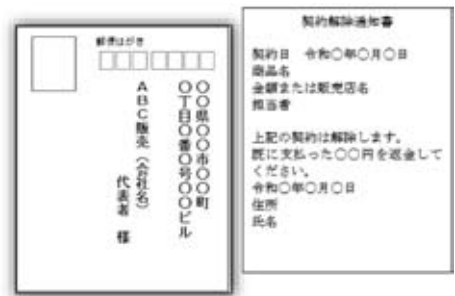 郵便はがき
〇〇県〇〇市〇〇町
〇丁目〇番〇号〇〇ビル
ABC販売（会社名）
代表者 様
契約解除通知書
契約日 令和〇年〇月〇日
商品名
金額または販売店名
担当者
上記の契約は解除します。
既に支払った〇〇円を返金して
ください。
令和〇年〇月〇日
住所
氏名